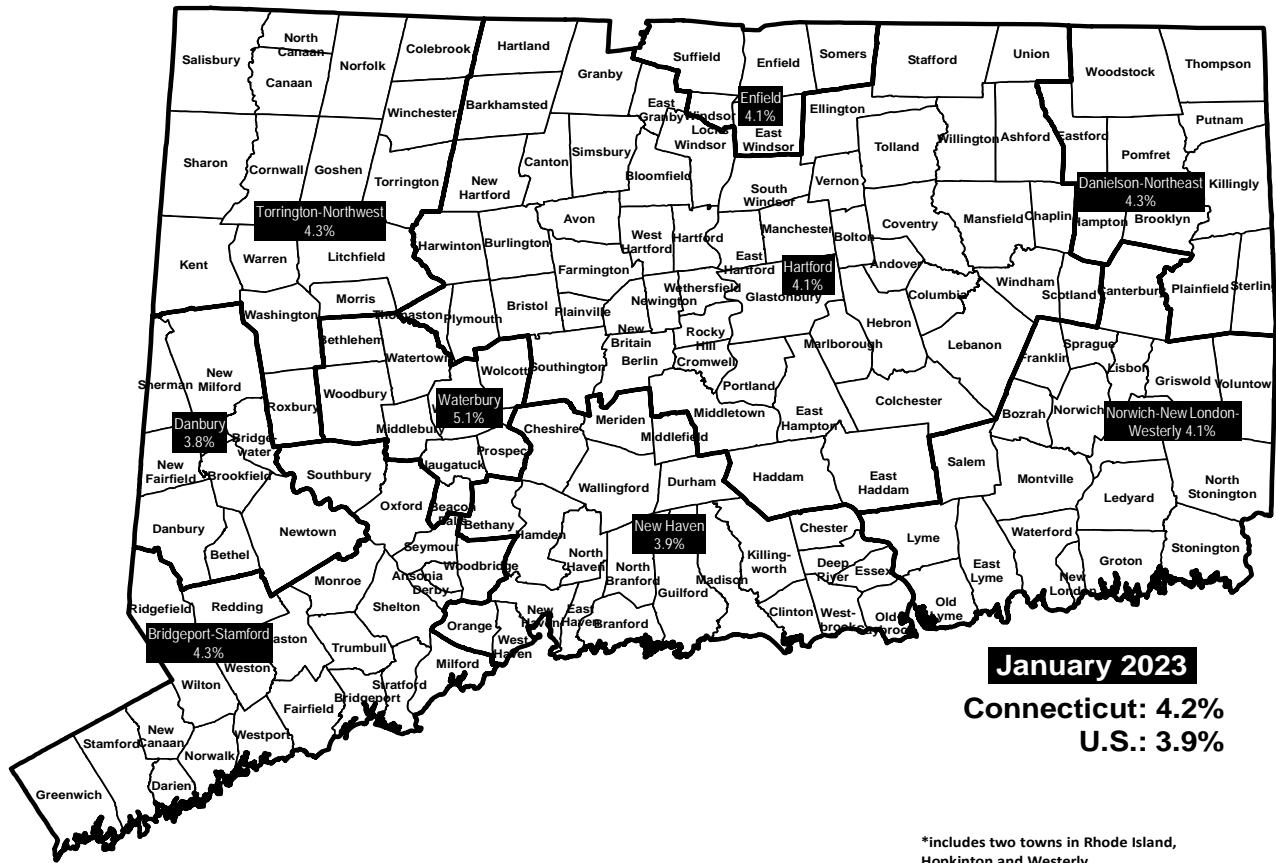 Salisbury
North
Canaan
Canaan
Norfolk
Colebrook
Hartland
Granby
Suffield
Enfield
Somers
Stafford
Union
Woodstock
Thompson
Winchester
Barkhamsted
East
Granby
Windsor
Locks
Windsor
Enfield
4.1%
East
Windsor
Ellington
Tolland
Willington
Ashford
Eastford
Putnam
Pomfret
Killingly
Sharon
Cornwall
Goshen
Torrington
New
Hartford
Canton
Simsbury
Bloomfield
South
Windsor
Vernon
Mansfield
Chaplin
Danielson-Northeast
4.3%
Hampton
Brooklyn
Torrington-Northwest
4.3%
Avon
West
Hartford
Hartford
Manchester
Bolton
Coventry
Kent
Warren
Litchfield
Harwinton
Burlington
Farmington
East
Hartford
Hartford
4.1%
Andover
Columbia
Windham
Scotland
Canterbury
Plainfield
Sterling
Washington
Morris
Thomaston
Plymouth
Bristol
Plainville
New
Britain
Newington
Wethersfield
Glastonbury
Rocky
Hill
Hebron
Marlborough
Lebanon
Franklin
Sprague
Lisbon
Griswold
Voluntown
Sherman
New
Milford
Bethlehem
Watertown
Wolcott
Southington
Berlin
Cromwell
Portland
Roxbury
Woodbury
Waterbury
5.1%
Middlebury
East
Hampton
Colchester
Bozrah
Norwich
Norwich-New London-
Westerly 4.1%
Danbury
3.8%
Bridge-
water
New
Fairfield
Brookfield
Southbury
Naugatuck
Prospect
Cheshire
Meriden
Middlefield
Middletown
Haddam
East
Haddam
Salem
Montville
Ledyard
North
Stonington
Danbury
Bethel
Newtown
Oxford
Beacon
Falls
Bethany
Wallingford
Durham
Hamden
North
Haven
New Haven
3.9%
Killing-
worth
Chester
Deep
River
Essex
Lyme
East
Lyme
Waterford
New
London
Groton
Stonington
Seymour
Woodbridge
Ansonia
Derby
Monroe
Shelton
North
Branford
Guilford
Madison
Clinton
West-
brook
Old
Saybrook
Old
Lyme
Ridgefield
Redding
Bridgeport-Stamford
4.3%
Easton
Weston
Trumbull
Orange
West
Haven
New
Haven
East
Haven
Branford
Milford
Wilton
Fairfield
Bridgeport
Stratford
Stamford
New
Canaan
Norwalk
Westport
Greenwich
Darien
January 2023
Connecticut: 4.2%
U.S.: 3.9%
*includes two towns in Rhode Island,
Hopkinton and Westerly